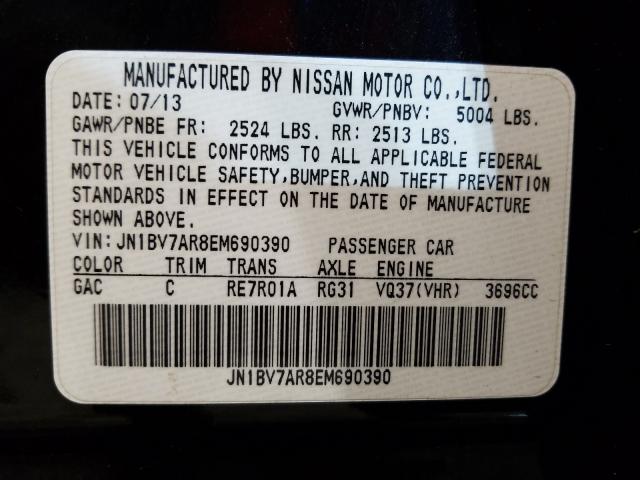 MANUFACTURED BY NISSAN MOTOR CO.,LTD.
DATE: 07/13 GVWR/PNBV: 5004 LBS.
GAWR/PNBE FR: 2524 LBS. RR: 2513 LBS.
THIS VEHICLE CONFORMS TO ALL APPLICABLE FEDERAL
MOTOR VEHICLE SAFETY,BUMPER,AND THEFT PREVENTION
STANDARDS IN EFFECT ON THE DATE OF MANUFACTURE
SHOWN ABOVE.
VIN:JN1BV7AR8EM690390 PASSENGER CAR
COLOR TRIM TRANS AXLE ENGINE
GAC C RE7R01A RG31 VQ37(VHR) 3696CC
JN1BV7AR8EM690390